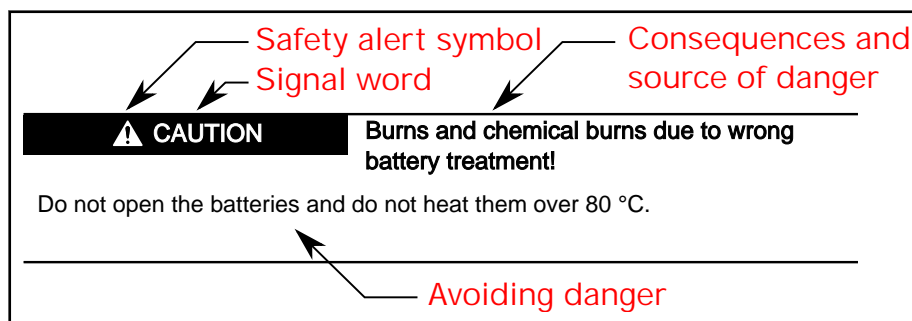 Safety alert symbol
Consequences and
Signal word
source of danger
CAUTION
Burns and chemical burns due to wrong
battery treatment!
Do not open the batteries and do not heat them over 80 °C.
Avoiding danger